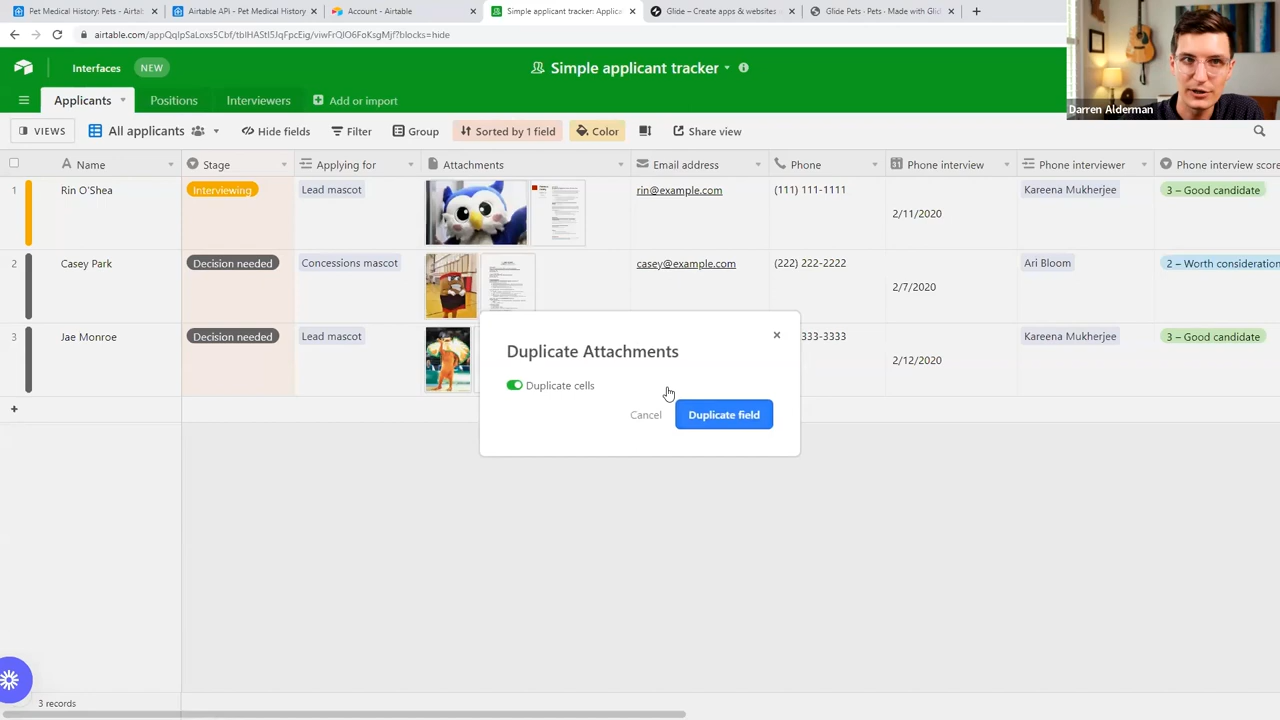 Pet Medical History: Pets - Airtab
Airtable API - Pet Medical History
Account - Airtable
Simple applicant tracker: Applica
Glide – Create apps & websites
Glide Pets · Pets · Made with Glid
airtable.com/appQqlpSaLoxs5Cbf/tblHAStI5JqFpcEig/viwFrQIO6FoKsgMjf?blocks=hide
Darren Alderman
Interfaces NEW Simple applicant tracker
Applicants Positions Interviewers Add or import
VIEWS All applicants Hide fields Filter Group Sorted by 1 field Color Share view
Name Stage Applying for Attachments Email address Phone Phone interview Phone interviewer Phone interview scor
1 Rin O'Shea Interviewing Lead mascot rin@example.com (111) 111-1111 2/11/2020 Kareena Mukherjee 3 – Good candidate
2 Casey Park Decision needed Concessions mascot casey@example.com (222) 222-2222 2/7/2020 Ari Bloom 2 – Worth consideration
3 Jae Monroe Decision needed Lead mascot 333-3333 2/12/2020 Kareena Mukherjee 3 – Good candidate
Duplicate Attachments
Duplicate cells
Cancel Duplicate field
3 records